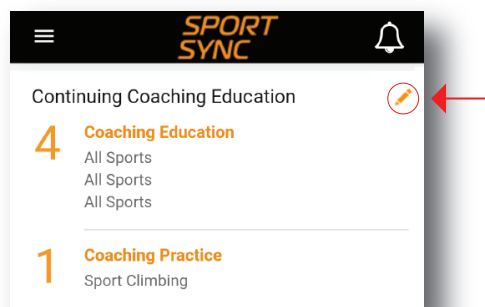 SPORT
SYNC
Continuing Coaching Education
4
Coaching Education
All Sports
All Sports
All Sports
1
Coaching Practice
Sport Climbing